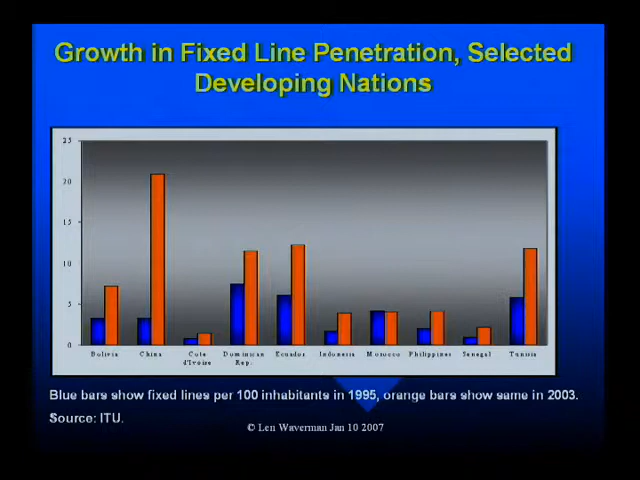 Growth in Fixed Line Penetration, Selected
Developing Nations
25
20
15
10
5
0
Bolivia China Cote Dominican Ecuador Indonesia Morocco Philippines Senegal Tunisia
d'Ivoire Rep.
Blue bars show fixed lines per 100 inhabitants in 1995, orange bars show same in 2003.
Source: ITU.
© Len Waverman Jan 10 2007